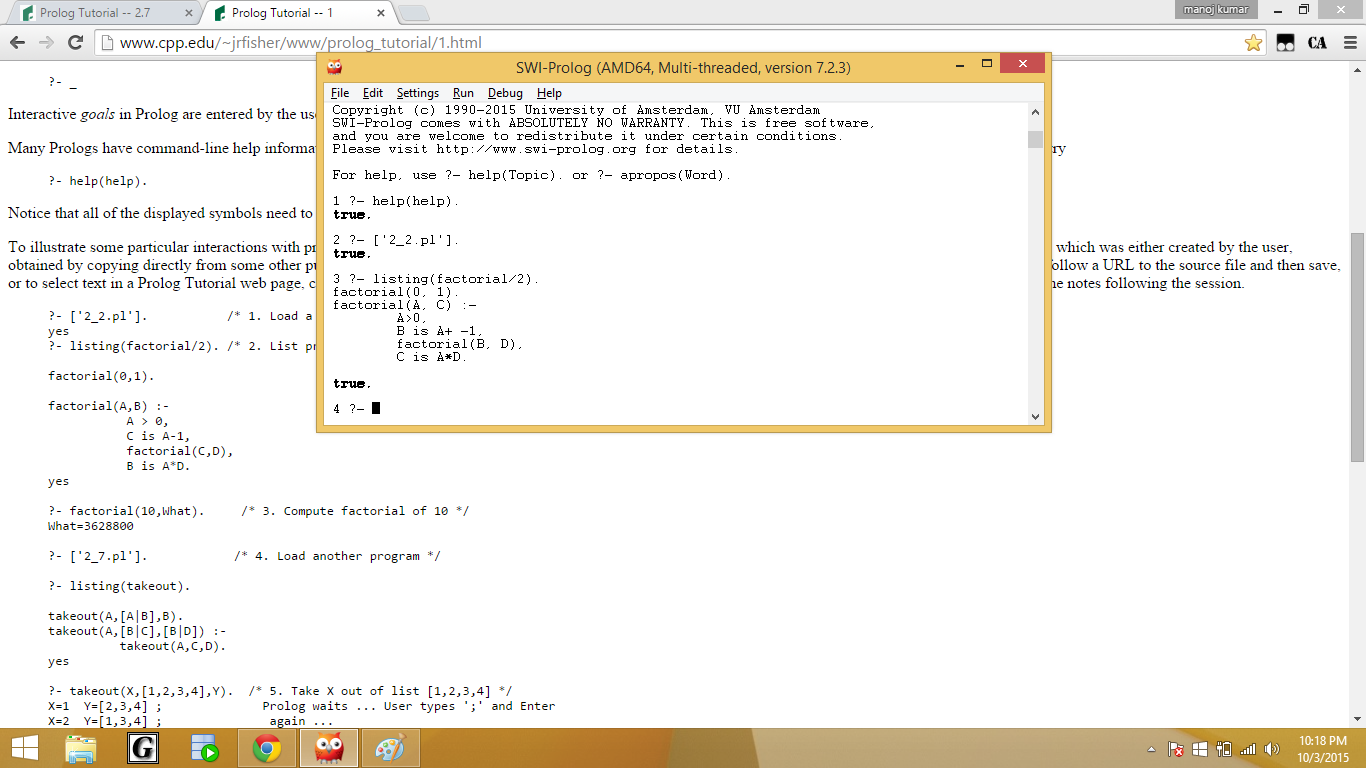 Prolog Tutorial -- 2.7
Prolog Tutorial -- 1
manoj kumar
www.cpp.edu/~jrfisher/www/prolog_tutorial/1.html
CA
?- _
Interactive goals in Prolog are entered by the
Many Prologs have command-line help
?- help(help).
Notice that all of the displayed symbols need to
To illustrate some particular interactions with
which was either created by the user,
obtained by copying directly from some other
follow a URL to the source file and then save,
or to select text in a Prolog Tutorial web page,
notes following the session.
?- ['2_2.pl']. /* 1. Load a
yes
?- listing(factorial/2). /* 2. List
factorial(0,1).
factorial(A,B) :-
A > 0,
C is A-1,
factorial(C,D),
B is A*D.
yes
?- factorial(10,What). /* 3. Compute factorial of 10 */
What=3628800
?- ['2_7.pl']. /* 4. Load another program */
?- listing(takeout).
takeout(A,[A|B],B).
takeout(A,[B|C],[B|D]) :-
takeout(A,C,D).
yes
?- takeout(X,[1,2,3,4],Y). /* 5. Take X out of list [1,2,3,4] */
X=1 Y=[2,3,4] ; Prolog waits ... User types ';' and Enter
X=2 Y=[1,3,4] ; again ...
SWI-Prolog (AMD64, Multi-threaded, version 7.2.3)
File Edit Settings Run Debug Help
Copyright (c) 1990-2015 University of Amsterdam, VU Amsterdam
SWI-Prolog comes with ABSOLUTELY NO WARRANTY. This is free software,
and you are welcome to redistribute it under certain conditions.
Please visit http://www.swi-prolog.org for details.
For help, use ?- help(Topic). or ?- apropos(Word).
1 ?- help(help).
true.
2 ?- ['2_2.pl'].
true.
3 ?- listing(factorial/2).
factorial(0, 1).
factorial(A, C) :-
A>0,
B is A+ -1,
factorial(B, D),
C is A*D.
true.
4 ?-
G
10:18 PM
10/3/2015